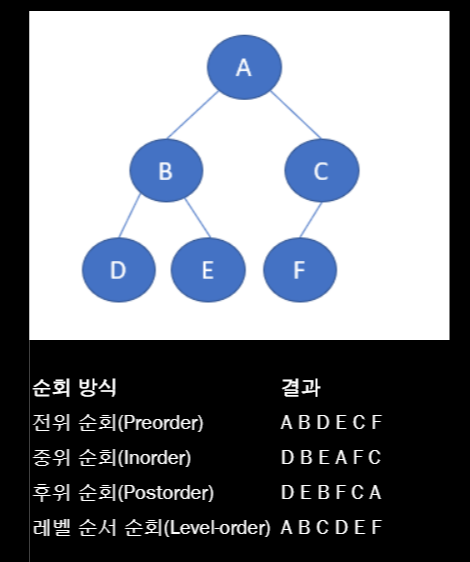 A
B C
D E F
순회 방식 결과
전위 순회(Preorder) A B D E C F
중위 순회(Inorder) D B E A F C
후위 순회(Postorder) D E B F C A
레벨 순서 순회(Level-order) A B C D E F